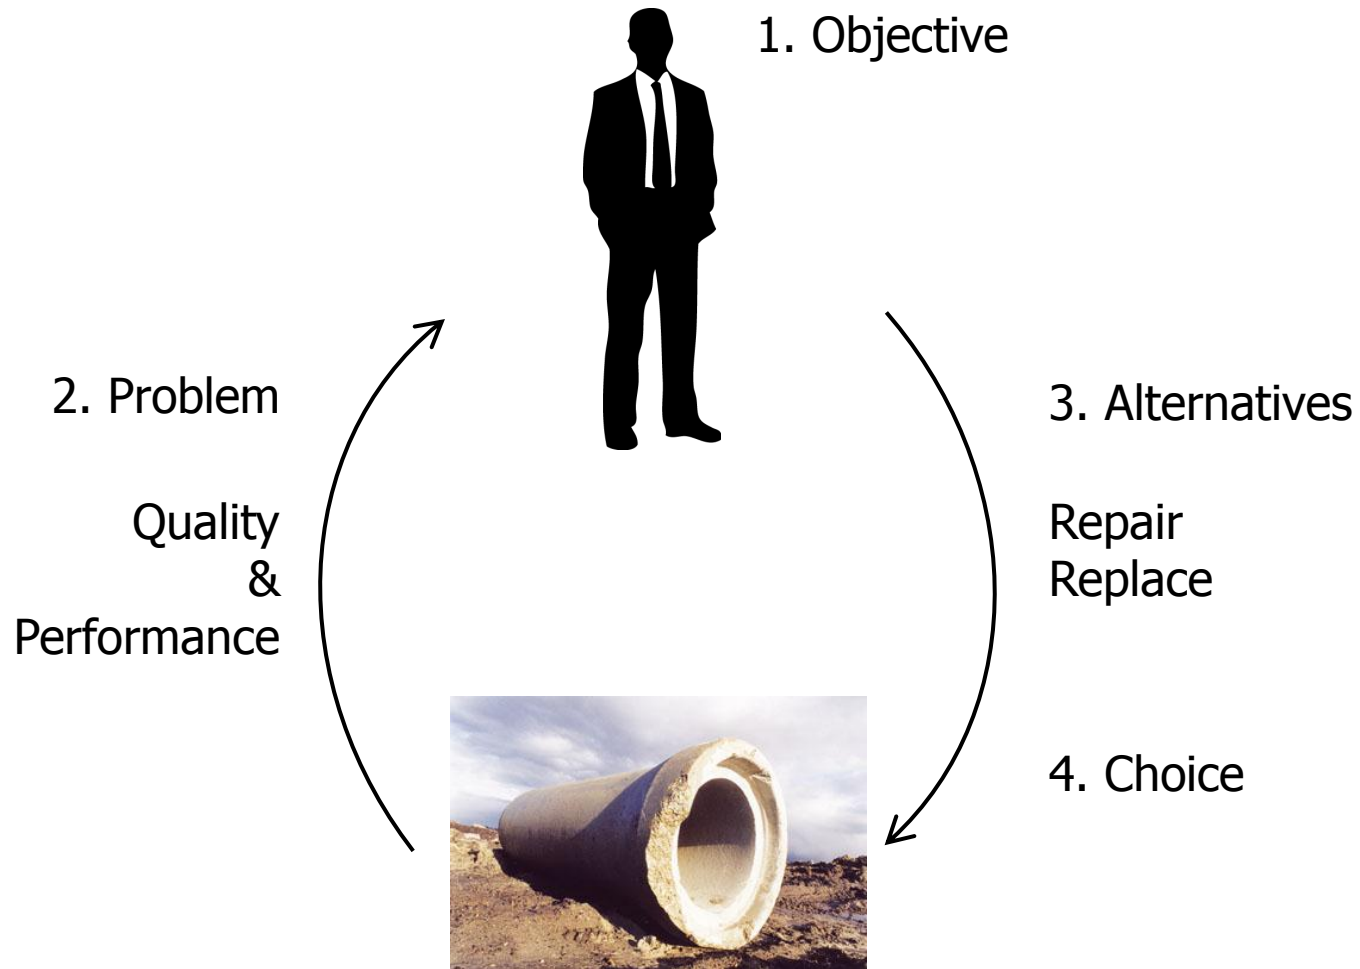 1. Objective
2. Problem
Quality
&
Performance
3. Alternatives
Repair
Replace
4. Choice